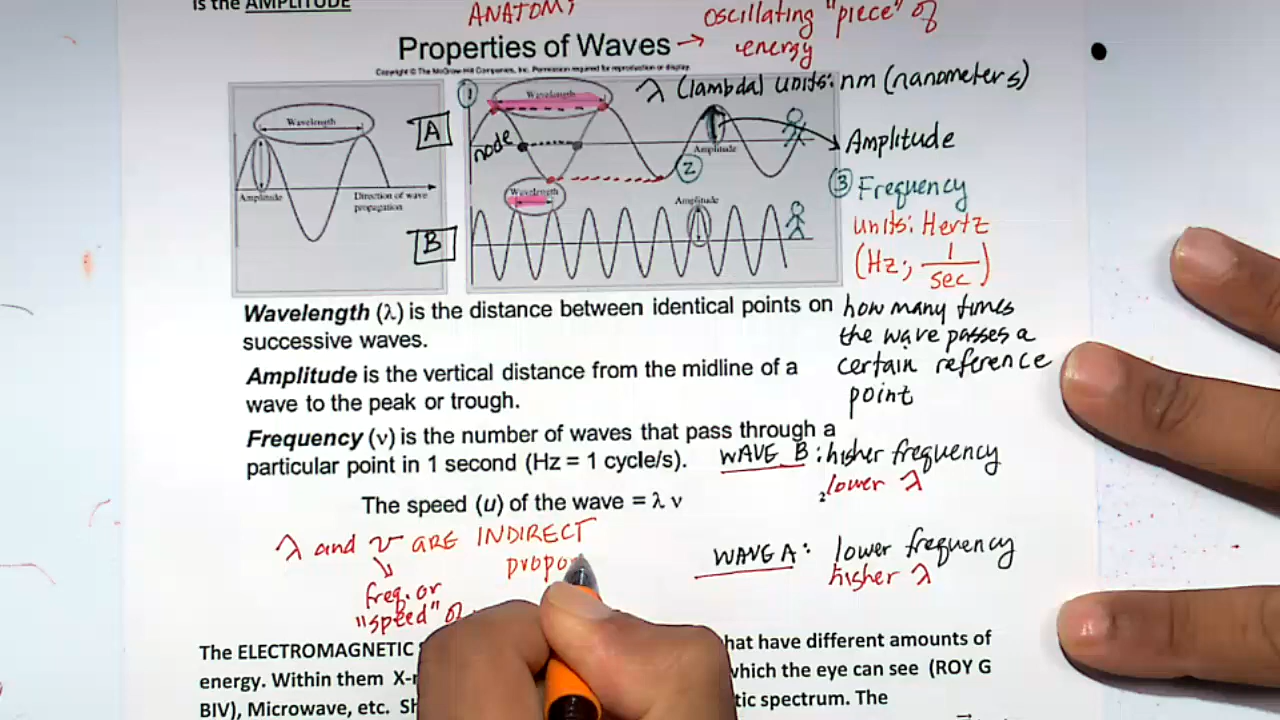 is the AMPLITUDE
ANATOMY
oscillating "piece" of
energy
Properties of Waves →
Copyright © The McGraw-Hill Companies, Inc. Permission required for reproduction or display.
Wavelength
Amplitude
Direction of wave
propagation
A
1
Wavelength
node
2
Amplitude
λ (lambda) units: nm (nanometers)
Amplitude
B
Wavelength
Amplitude
3 Frequency
units: Hertz
(Hz; 1/sec)
how many times
the wave passes a
certain reference
point
Wavelength (λ) is the distance between identical points on
successive waves.
Amplitude is the vertical distance from the midline of a
wave to the peak or trough.
Frequency (ν) is the number of waves that pass through a
particular point in 1 second (Hz = 1 cycle/s).
WAVE B: higher frequency
lower λ
The speed (u) of the wave = λ ν
λ and ν ARE INDIRECT
propo
freq. or
"speed" of
WAVE A: lower frequency
higher λ
The ELECTROMAGNETIC
hat have different amounts of
energy. Within them
which the eye can see (ROY G
BIV), Microwave, etc.
tic spectrum. The